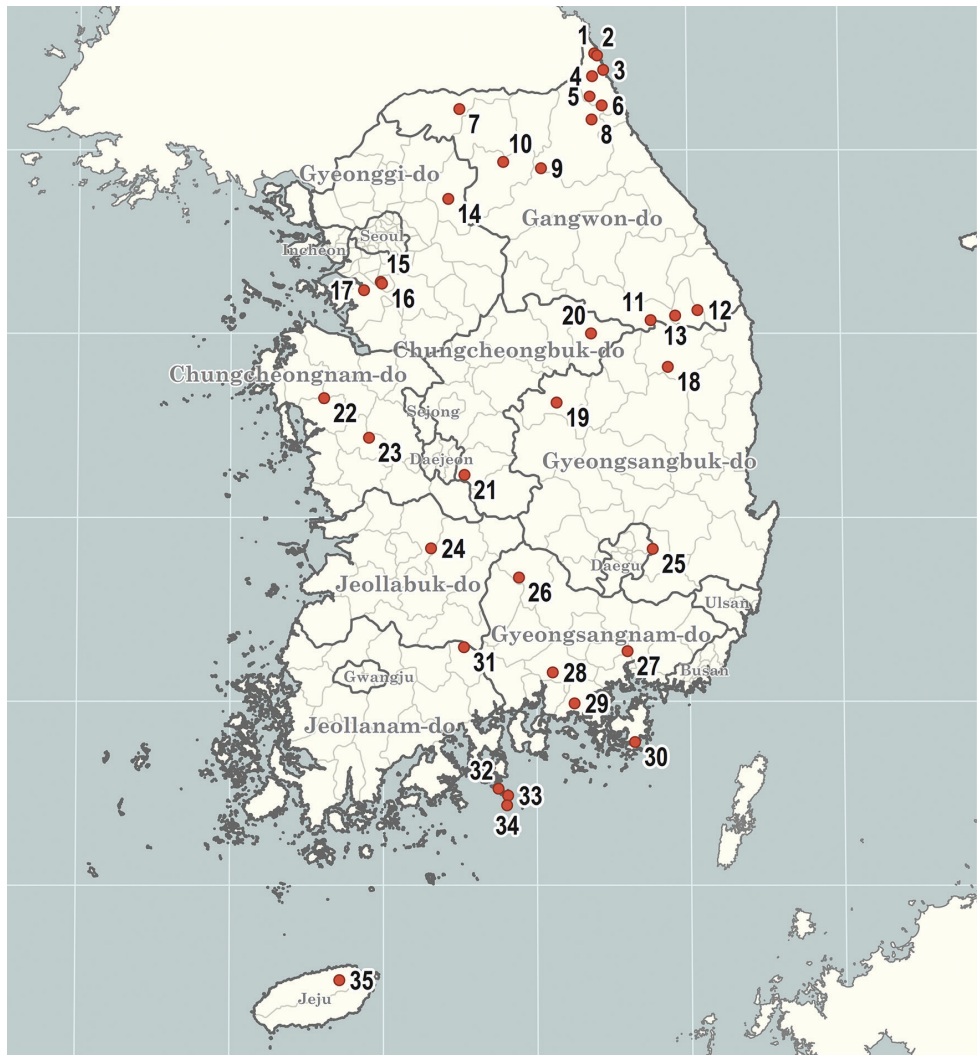 1
2
3
4
5
6
7
8
10
9
Gyeonggi-do
14
Gangwon-do
Seoul
Incheon
15
17
16
11
12
20
13
Chungcheongbuk-do
Chungcheongnam-do
18
22
19
Sejong
23
Daejeon
Gyeongsangbuk-do
21
24
25
Daegu
Jeollabuk-do
26
Ulsan
Gyeongsangnam-do
31
27
28
Busan
Gwangju
29
Jeollanam-do
30
32
33
34
35
Jeju